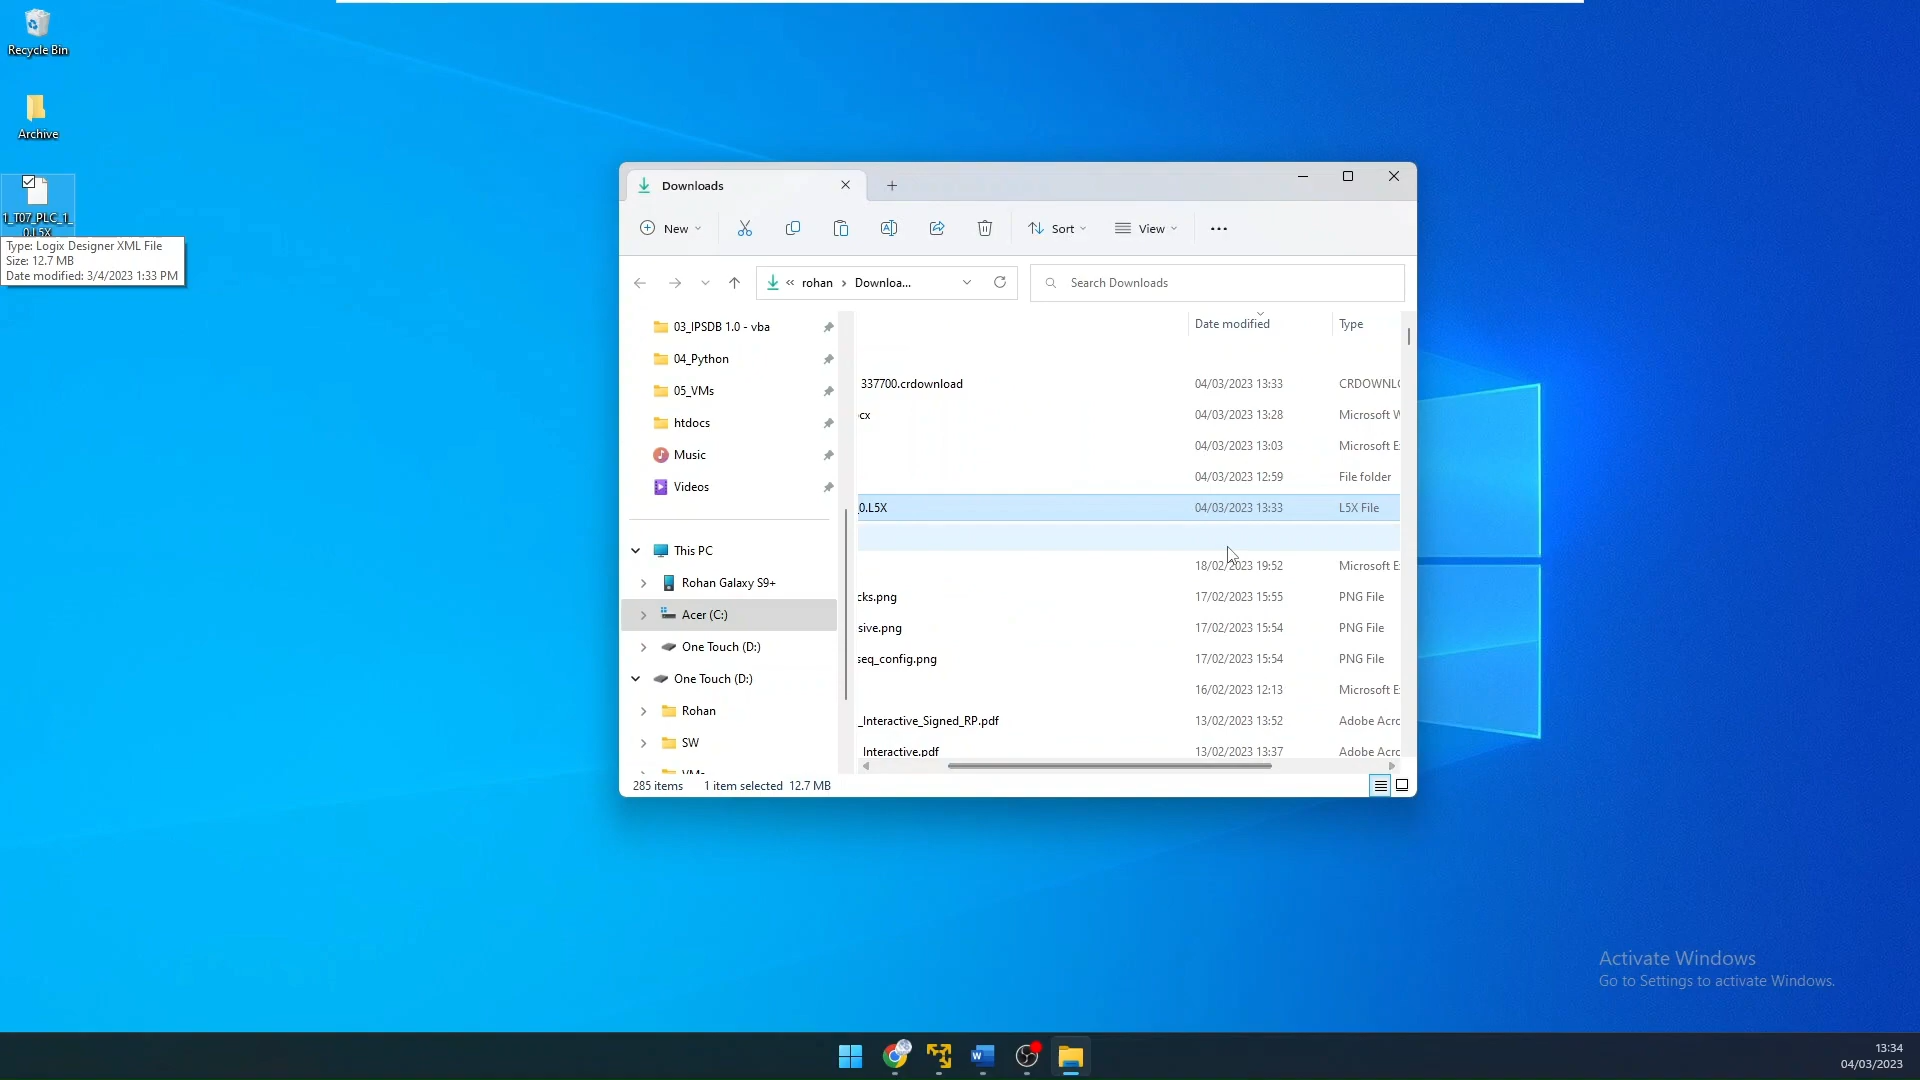 Recycle Bin
Archive
1_T07_PLC_1_
0.L5X
Type: Logix Designer XML File
Size: 12.7 MB
Date modified: 3/4/2023 1:33 PM
Downloads
New
Sort
View
rohan
Downloa...
Search Downloads
03_IPSDB 1.0 - vba
04_Python
05_VMs
htdocs
Music
Videos
This PC
Rohan Galaxy S9+
Acer (C:)
One Touch (D:)
One Touch (D:)
Rohan
SW
VMs
Date modified Type
337700.crdownload 04/03/2023 13:33 CRDOWNLC
cx 04/03/2023 13:28 Microsoft W
04/03/2023 13:03 Microsoft E
04/03/2023 12:59 File folder
_0.L5X 04/03/2023 13:33 L5X File
18/02/2023 19:52 Microsoft E
cks.png 17/02/2023 15:55 PNG File
sive.png 17/02/2023 15:54 PNG File
seq_config.png 17/02/2023 15:54 PNG File
16/02/2023 12:13 Microsoft E
_Interactive_Signed_RP.pdf 13/02/2023 13:52 Adobe Acrc
Interactive.pdf 13/02/2023 13:37 Adobe Acrc
285 items 1 item selected 12.7 MB
Activate Windows
Go to Settings to activate Windows.
13:34
04/03/2023